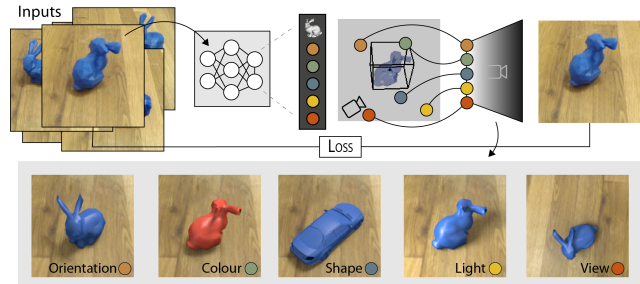 Inputs
Loss
Orientation
Colour
Shape
Light
View